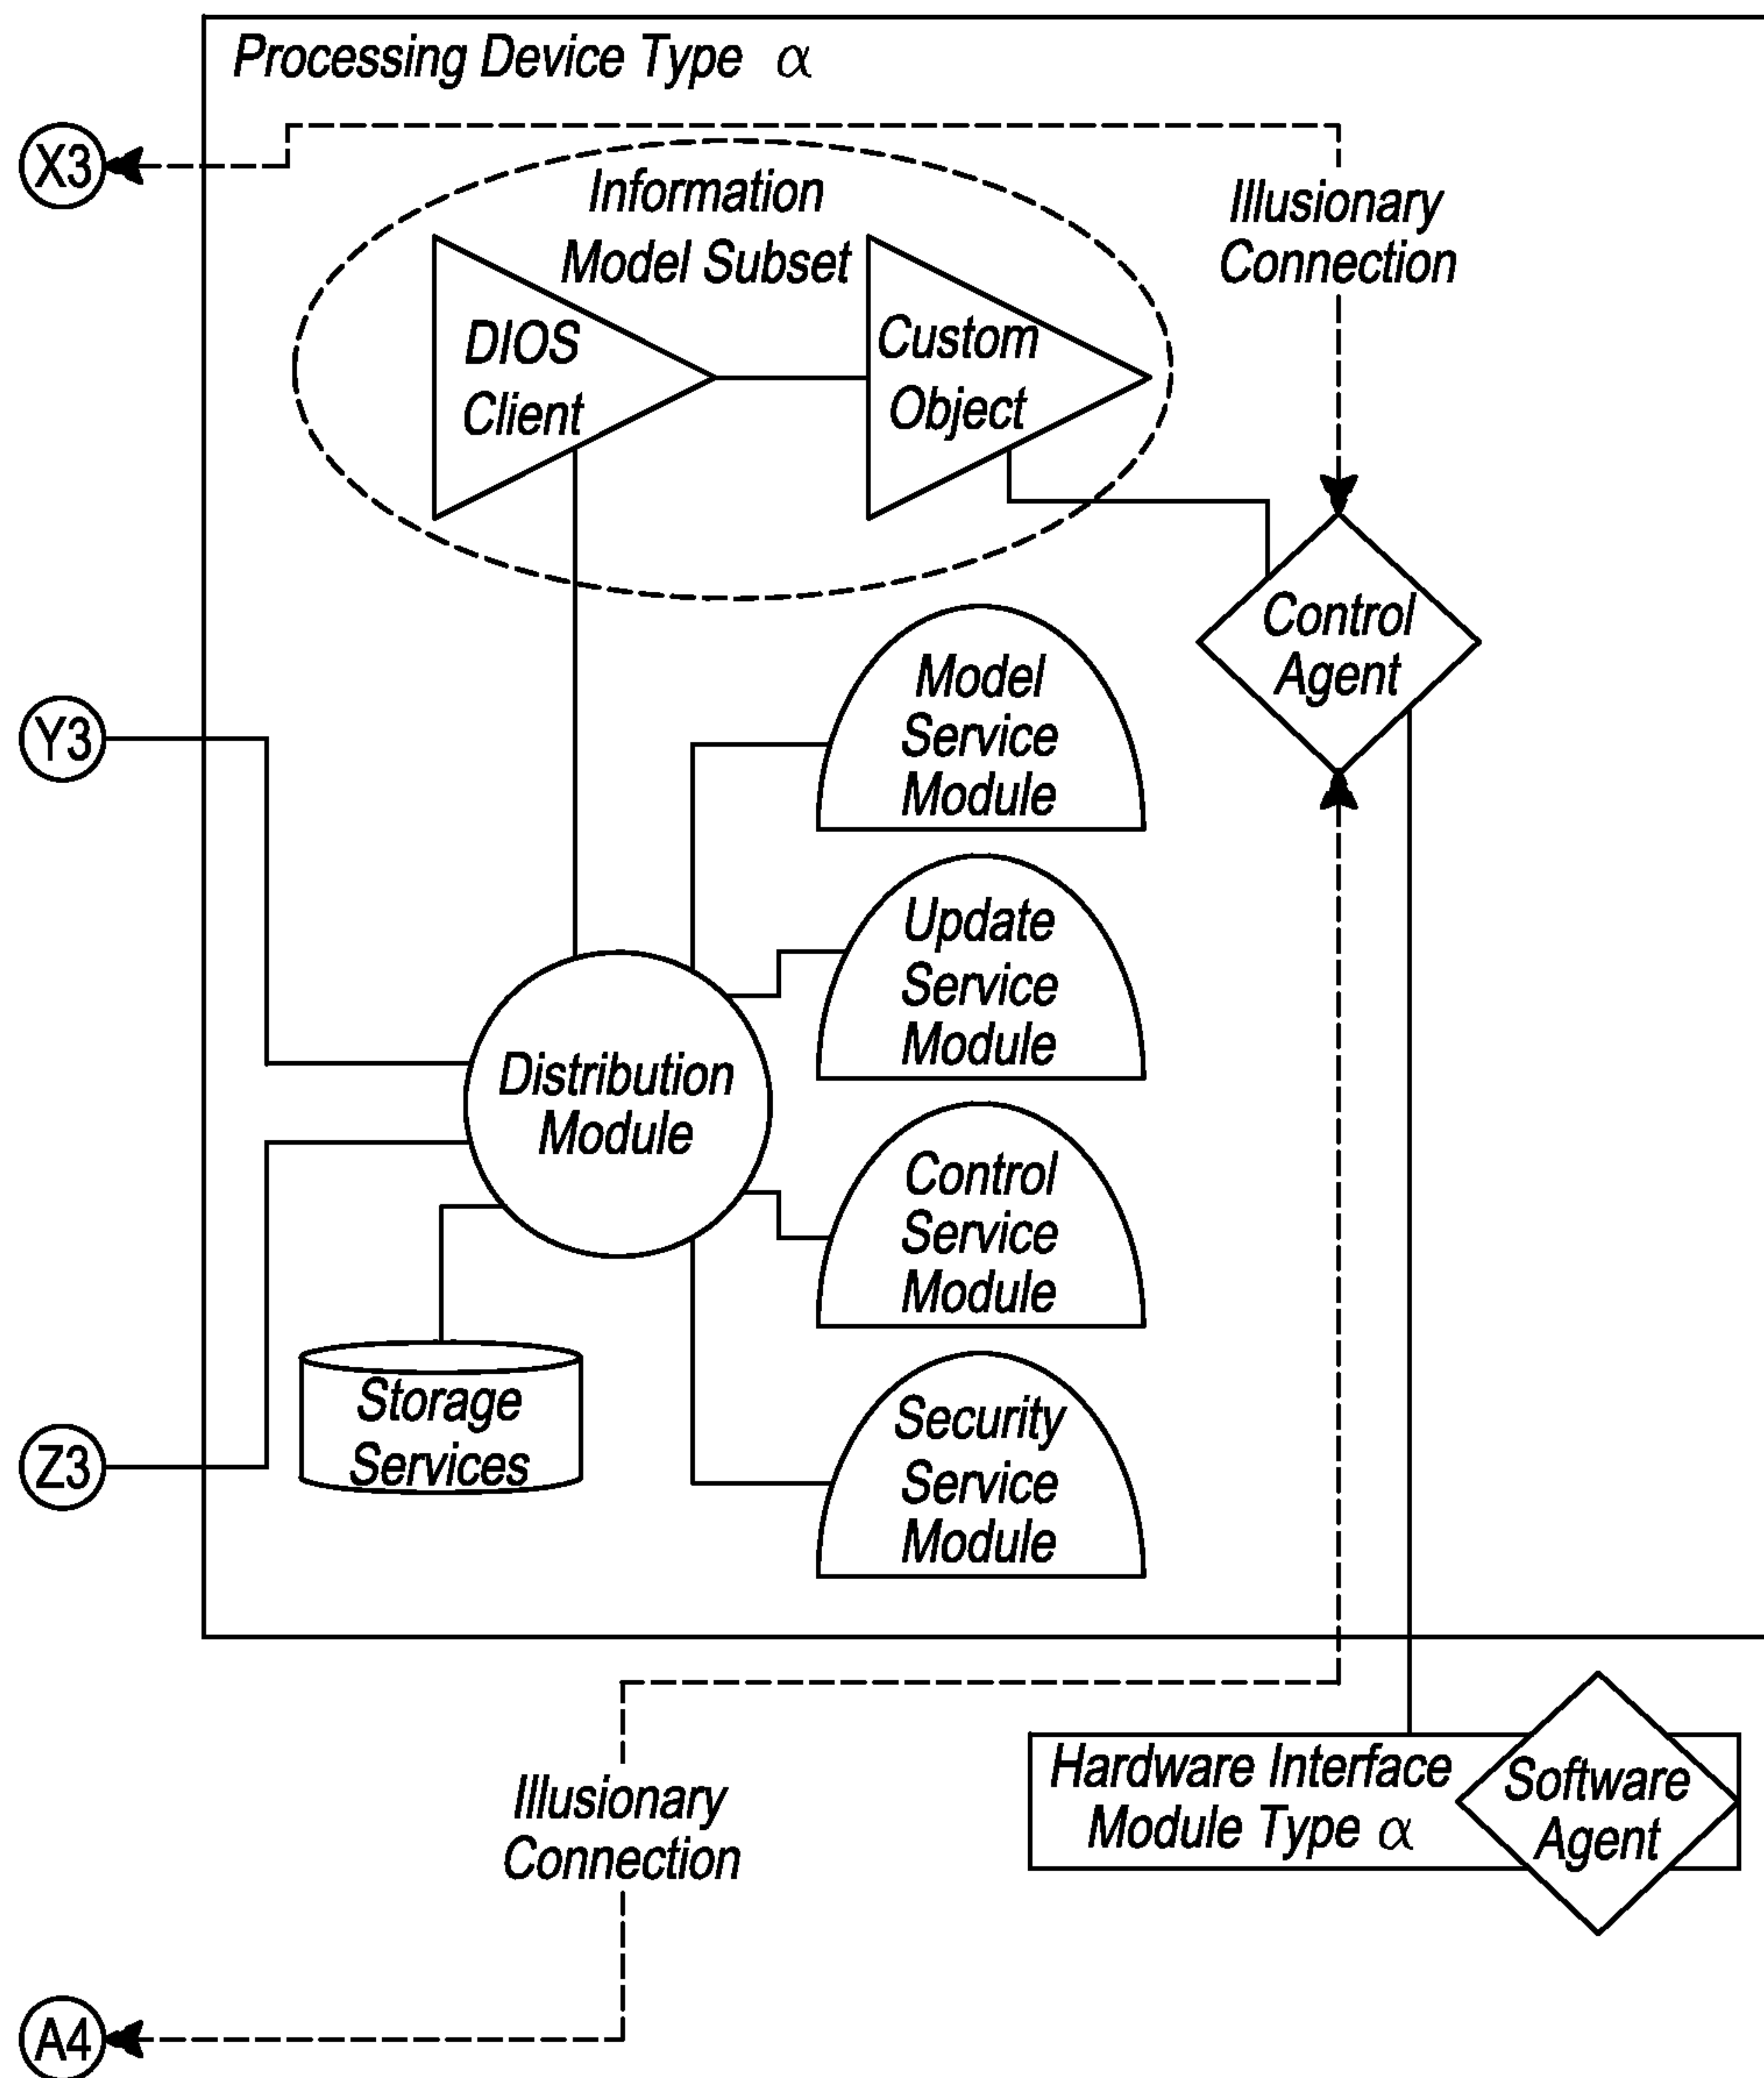 Processing Device Type α
X3
Information
Model Subset
Illusionary
Connection
DIOS
Client
Custom
Object
Control
Agent
Y3
Model
Service
Module
Update
Service
Module
Distribution
Module
Control
Service
Module
Z3
Storage
Services
Security
Service
Module
Hardware Interface
Module Type α
Software
Agent
Illusionary
Connection
A4